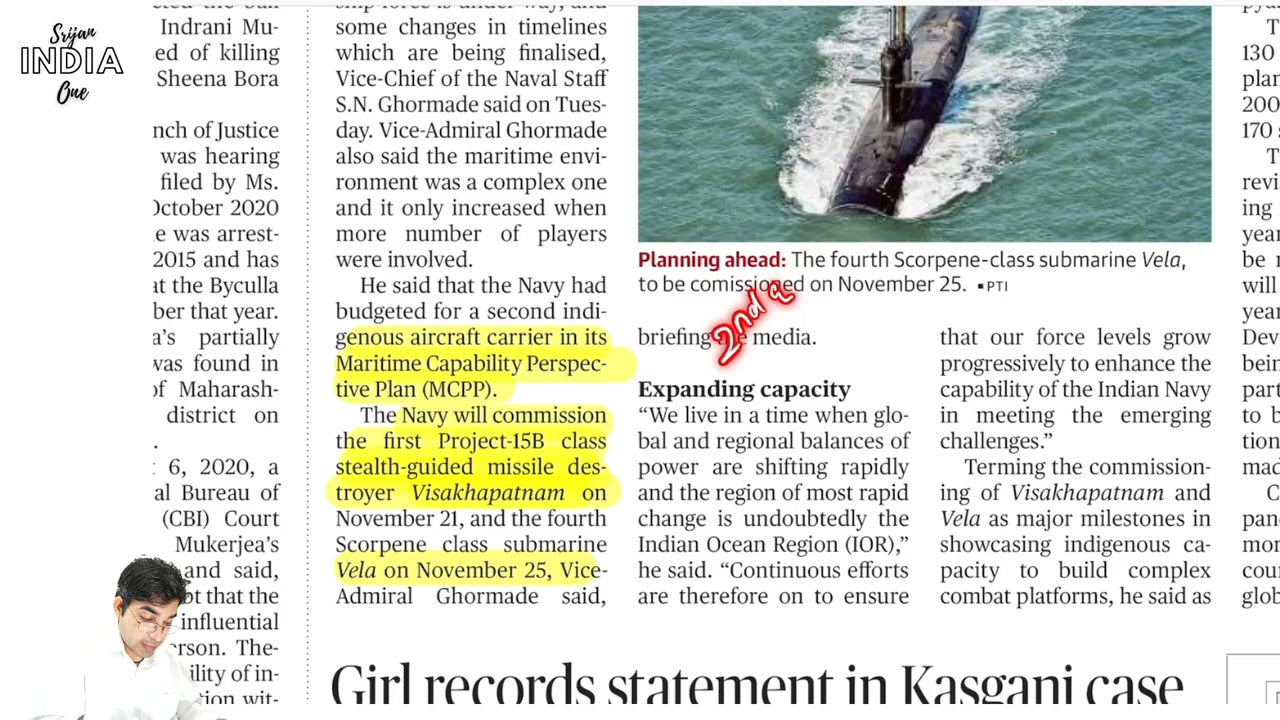 Srijan
INDIA
One
Indrani Mu-
ed of killing
Sheena Bora
nch of Justice
was hearing
filed by Ms.
October 2020
e was arrest-
2015 and has
at the Byculla
ber that year.
a's partially
was found in
of Maharash-
district on
.
6, 2020, a
al Bureau of
(CBI) Court
Mukerjea's
and said,
bt that the
influential
erson. The-
ility of in-
tion wit-
some changes in timelines
which are being finalised,
Vice-Chief of the Naval Staff
S.N. Ghormade said on Tues-
day. Vice-Admiral Ghormade
also said the maritime envi-
ronment was a complex one
and it only increased when
more number of players
were involved.
He said that the Navy had
budgeted for a second indi-
genous aircraft carrier in its
Maritime Capability Perspec-
tive Plan (MCPP).
The Navy will commission
the first Project-15B class
stealth-guided missile des-
troyer Visakhapatnam on
November 21, and the fourth
Scorpene class submarine
Vela on November 25, Vice-
Admiral Ghormade said,
Planning ahead: The fourth Scorpene-class submarine Vela,
to be comissioned on November 25. ▪PTI
2nd a
briefing the media.
Expanding capacity
"We live in a time when glo-
bal and regional balances of
power are shifting rapidly
and the region of most rapid
change is undoubtedly the
Indian Ocean Region (IOR),"
he said. "Continuous efforts
are therefore on to ensure
that our force levels grow
progressively to enhance the
capability of the Indian Navy
in meeting the emerging
challenges."
Terming the commission-
ing of Visakhapatnam and
Vela as major milestones in
showcasing indigenous ca-
pacity to build complex
combat platforms, he said as
T
130
plan
200
170
T
revi
ing
year
be
will
year
Dev
bein
part
to b
tion
mad
C
pan
mor
cour
glob
Girl records statement in Kasganj case